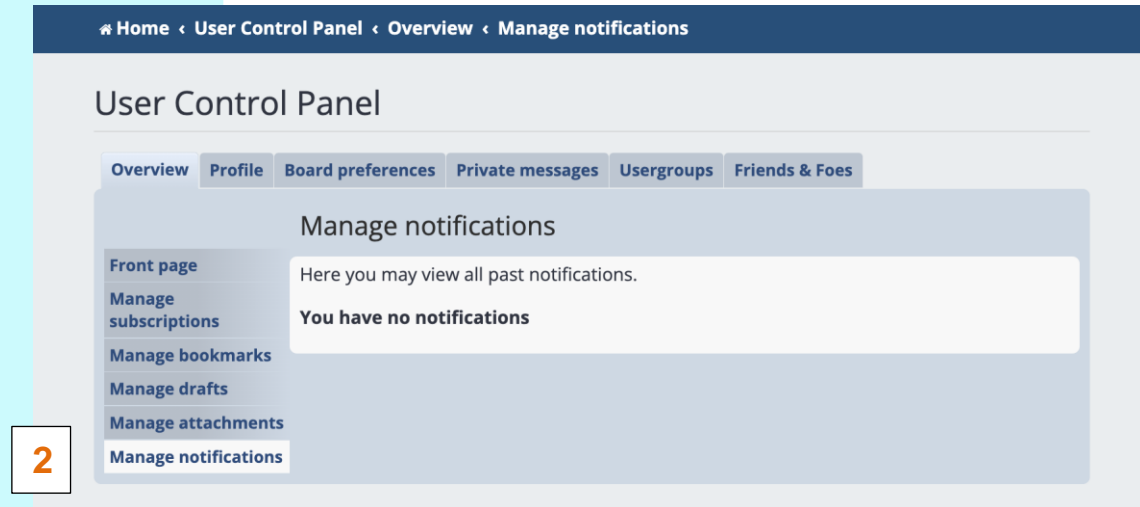 Home ‹ User Control Panel ‹ Overview ‹ Manage notifications
User Control Panel
Overview Profile Board preferences Private messages Usergroups Friends & Foes
Manage notifications
Front page
Manage
subscriptions
Manage bookmarks
Manage drafts
Manage attachments
Manage notifications
Here you may view all past notifications.
You have no notifications
2